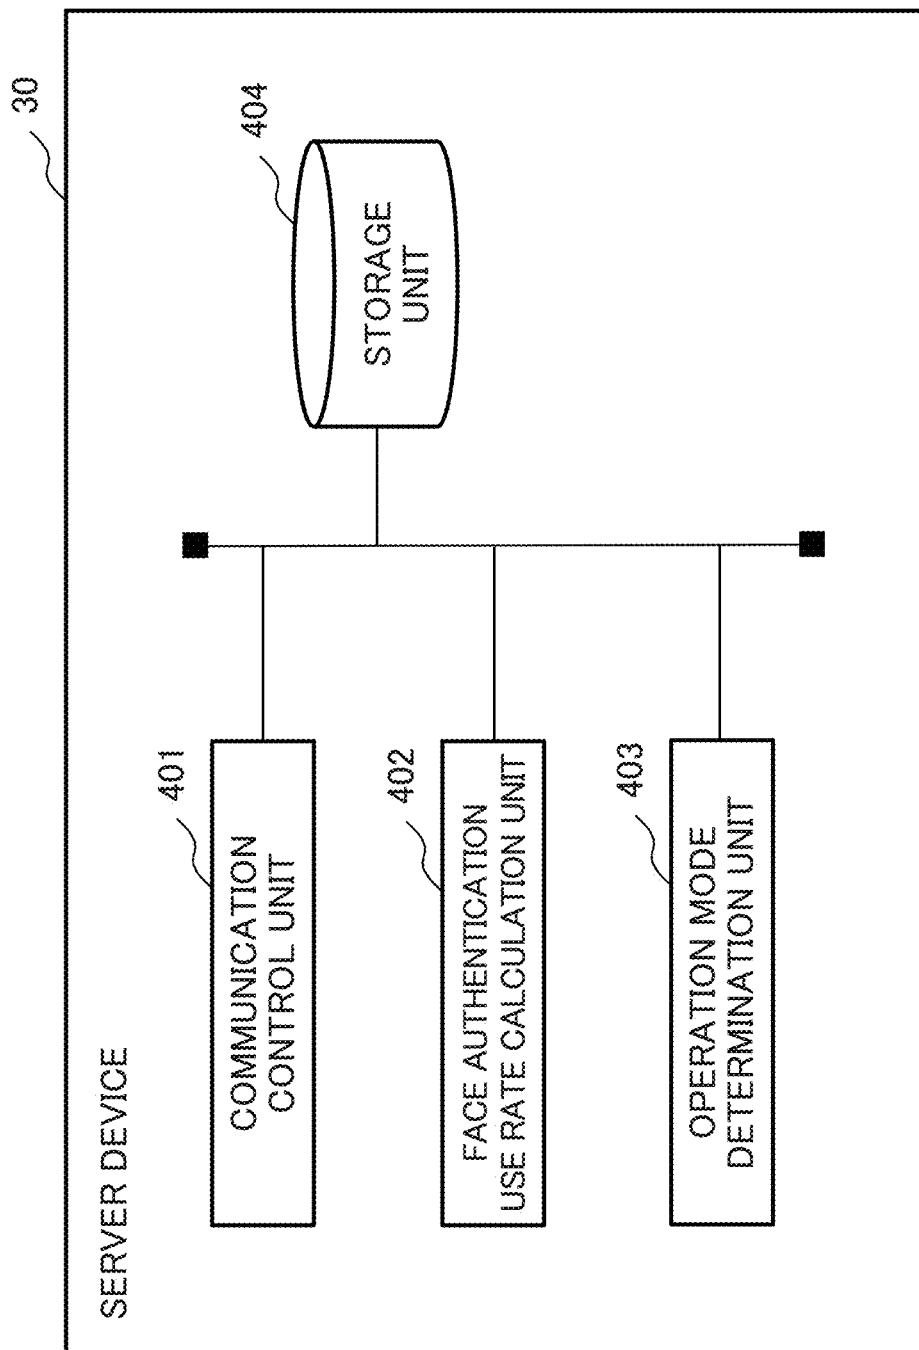 30
SERVER DEVICE
401
COMMUNICATION
CONTROL UNIT
404
STORAGE
UNIT
402
FACE AUTHENTICATION
USE RATE CALCULATION UNIT
403
OPERATION MODE
DETERMINATION UNIT